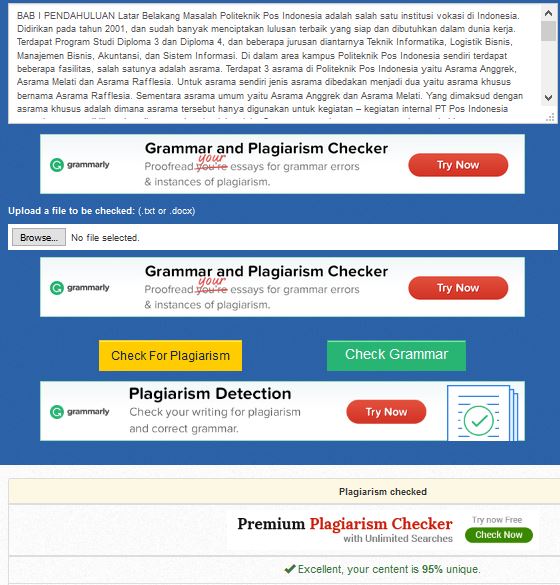 BAB I PENDAHULUAN Latar Belakang Masalah Politeknik Pos Indonesia adalah salah satu institusi vokasi di Indonesia.
Didirikan pada tahun 2001, dan sudah banyak menciptakan lulusan terbaik yang siap dan dibutuhkan dalam dunia kerja.
Terdapat Program Studi Diploma 3 dan Diploma 4, dan beberapa jurusan diantarnya Teknik Informatika, Logistik Bisnis,
Manajemen Bisnis, Akuntansi, dan Sistem Informasi. Di dalam area kampus Politeknik Pos Indonesia sendiri terdapat
beberapa fasilitas, salah satunya adalah asrama. Terdapat 3 asrama di Politeknik Pos Indonesia yaitu Asrama Anggrek,
Asrama Melati dan Asrama Rafflesia. Untuk asrama sendiri jenis asrama dibedakan menjadi dua yaitu asrama khusus
bernama Asrama Rafflesia. Sementara asrama umum yaitu Asrama Anggrek dan Asrama Melati. Yang dimaksud dengan
asrama khusus adalah dimana asrama tersebut hanya digunakan untuk kegiatan – kegiatan internal PT Pos Indonesia
grammarly
Grammar and Plagiarism Checker
your
Proofread you're essays for grammar errors
& instances of plagiarism.
Try Now
Upload a file to be checked: (.txt or .docx)
Browse... No file selected.
grammarly
Grammar and Plagiarism Checker
your
Proofread you're essays for grammar errors
& instances of plagiarism.
Try Now
Check For Plagiarism
Check Grammar
grammarly
Plagiarism Detection
Check your writing for plagiarism
and correct grammar.
Try Now
Plagiarism checked
Premium Plagiarism Checker
with Unlimited Searches
Try now Free
Check Now
Excellent, your centent is 95% unique.